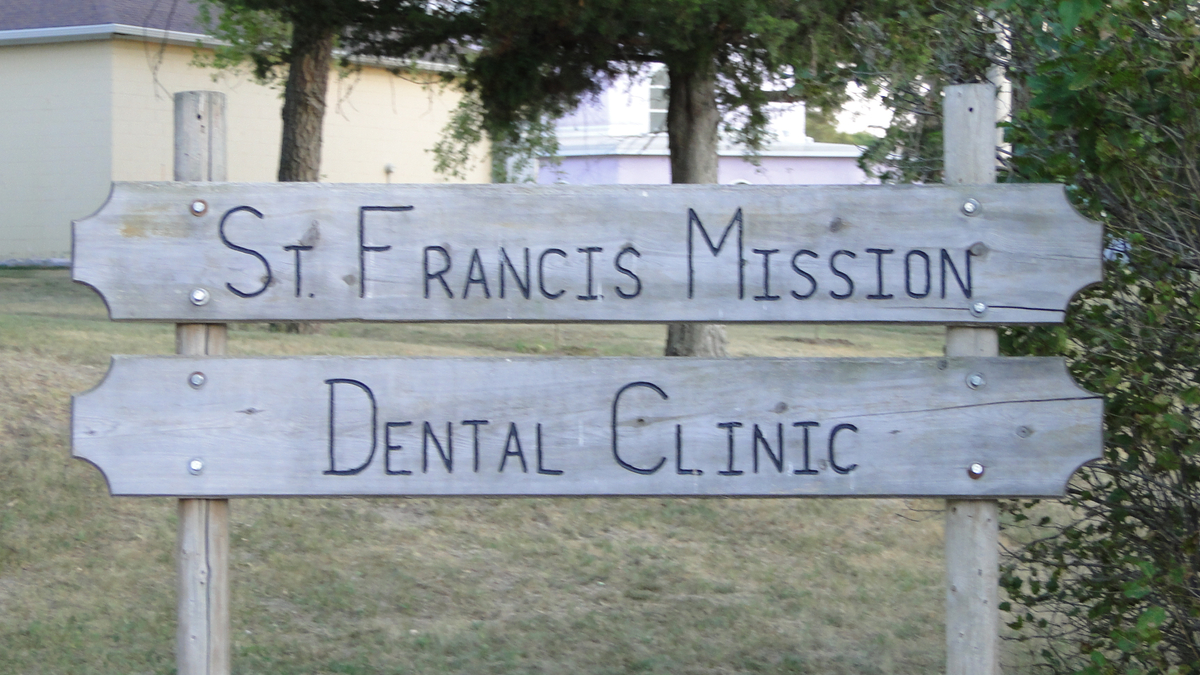 St. Francis Mission
Dental Clinic